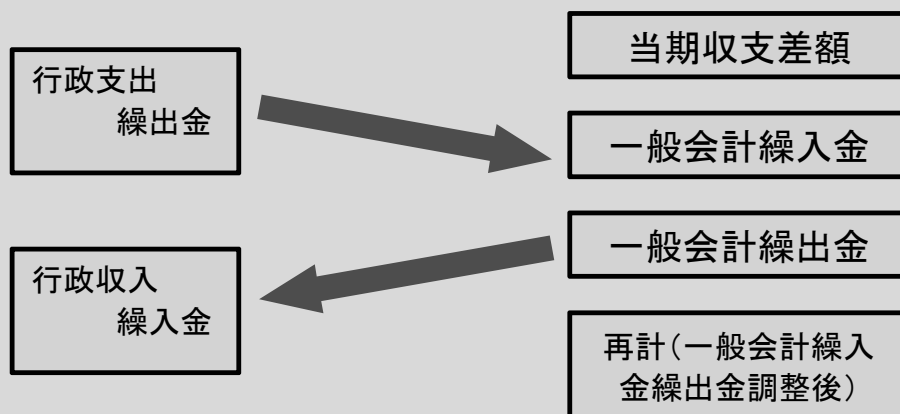 行政支出
繰出金
行政収入
繰入金
当期収支差額
一般会計繰入金
一般会計繰出金
再計（一般会計繰入
金繰出金調整後）